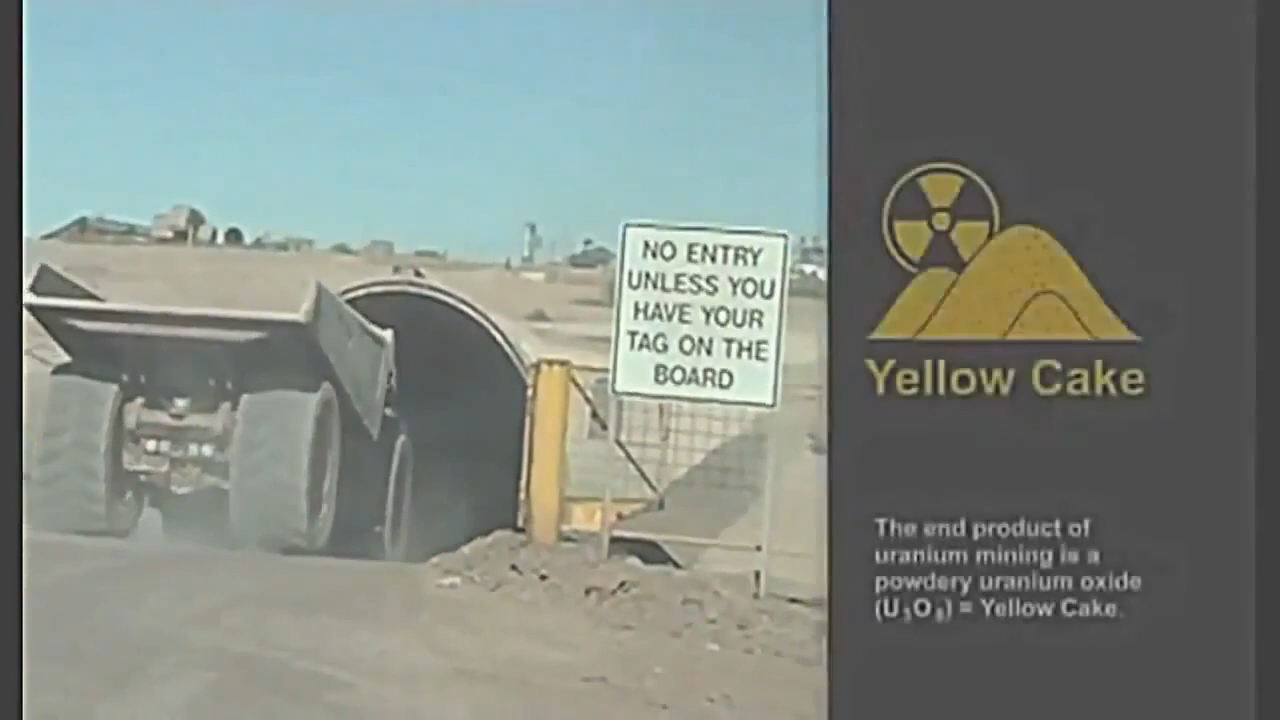 NO ENTRY
UNLESS YOU
HAVE YOUR
TAG ON THE
BOARD
Yellow Cake
The end product of
uranium mining is a
powdery uranium oxide
(U₃O₈) = Yellow Cake.